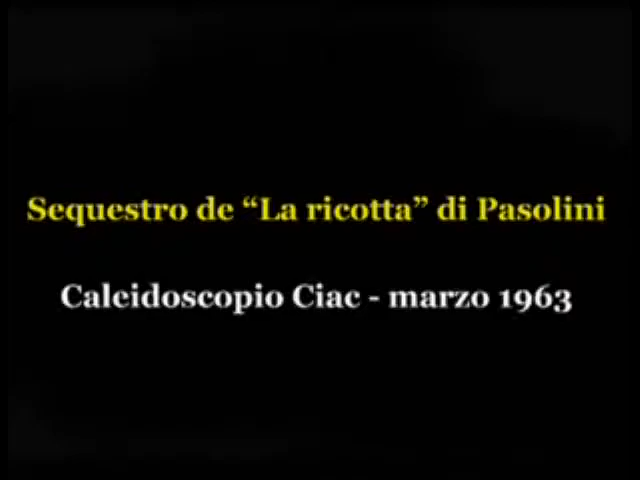 Sequestro de “La ricotta” di Pasolini
Caleidoscopio Ciac - marzo 1963